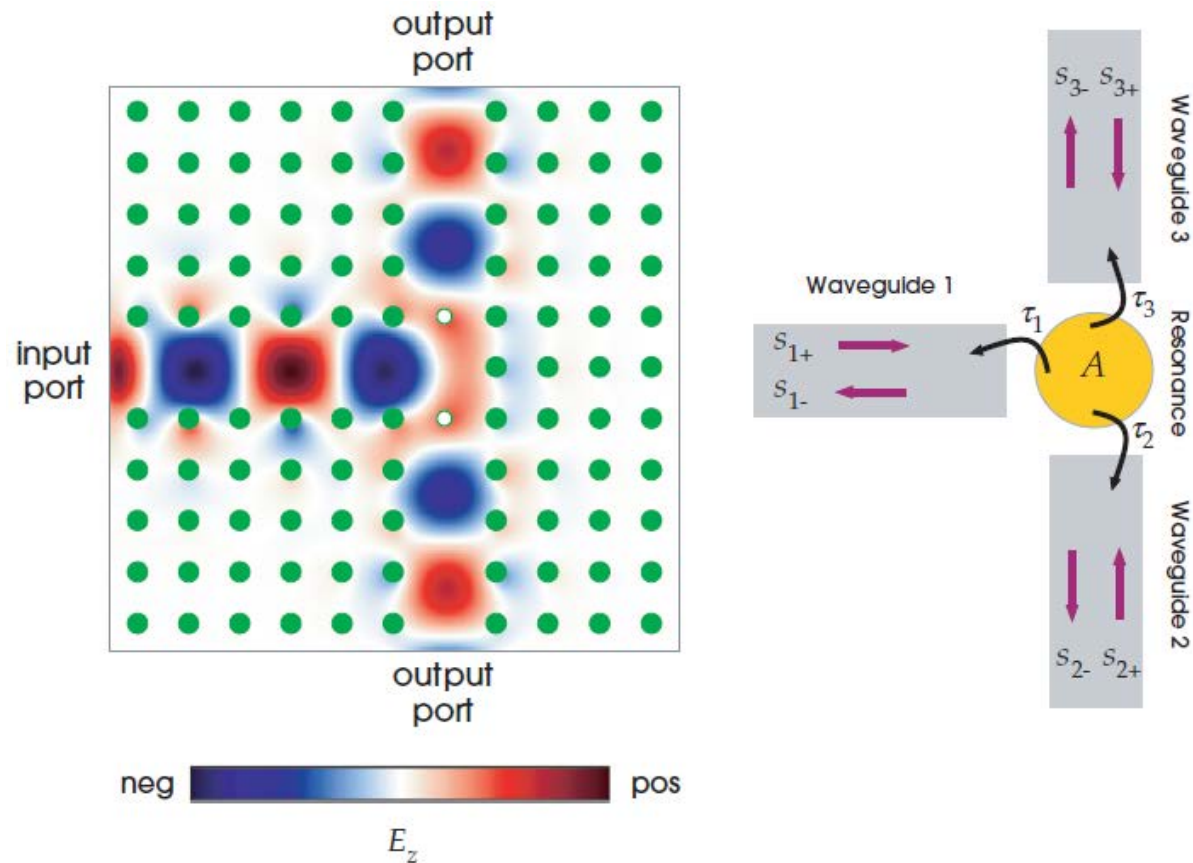 output
port
input
port
output
port
neg
pos
E_z
s_{3-}
s_{3+}
Waveguide 3
Waveguide 1
s_{1+}
s_{1-}
τ_1
τ_3
A
Resonance
τ_2
s_{2-}
s_{2+}
Waveguide 2